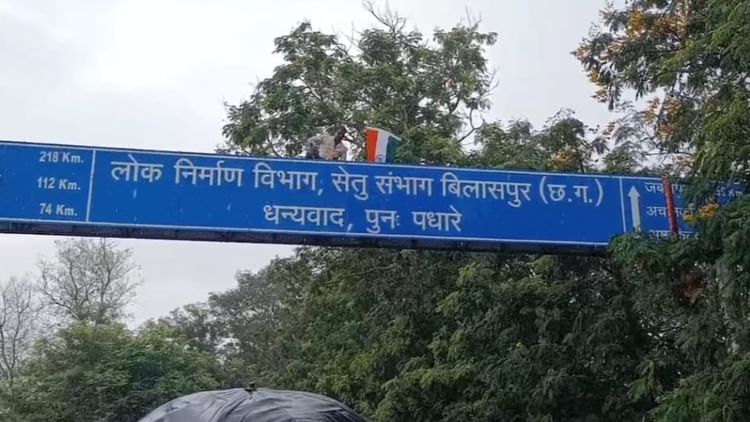 218 Km.
112 Km.
74 Km.
लोक निर्माण विभाग, सेतु संभाग बिलासपुर (छ.ग.)
धन्यवाद, पुनः पधारे